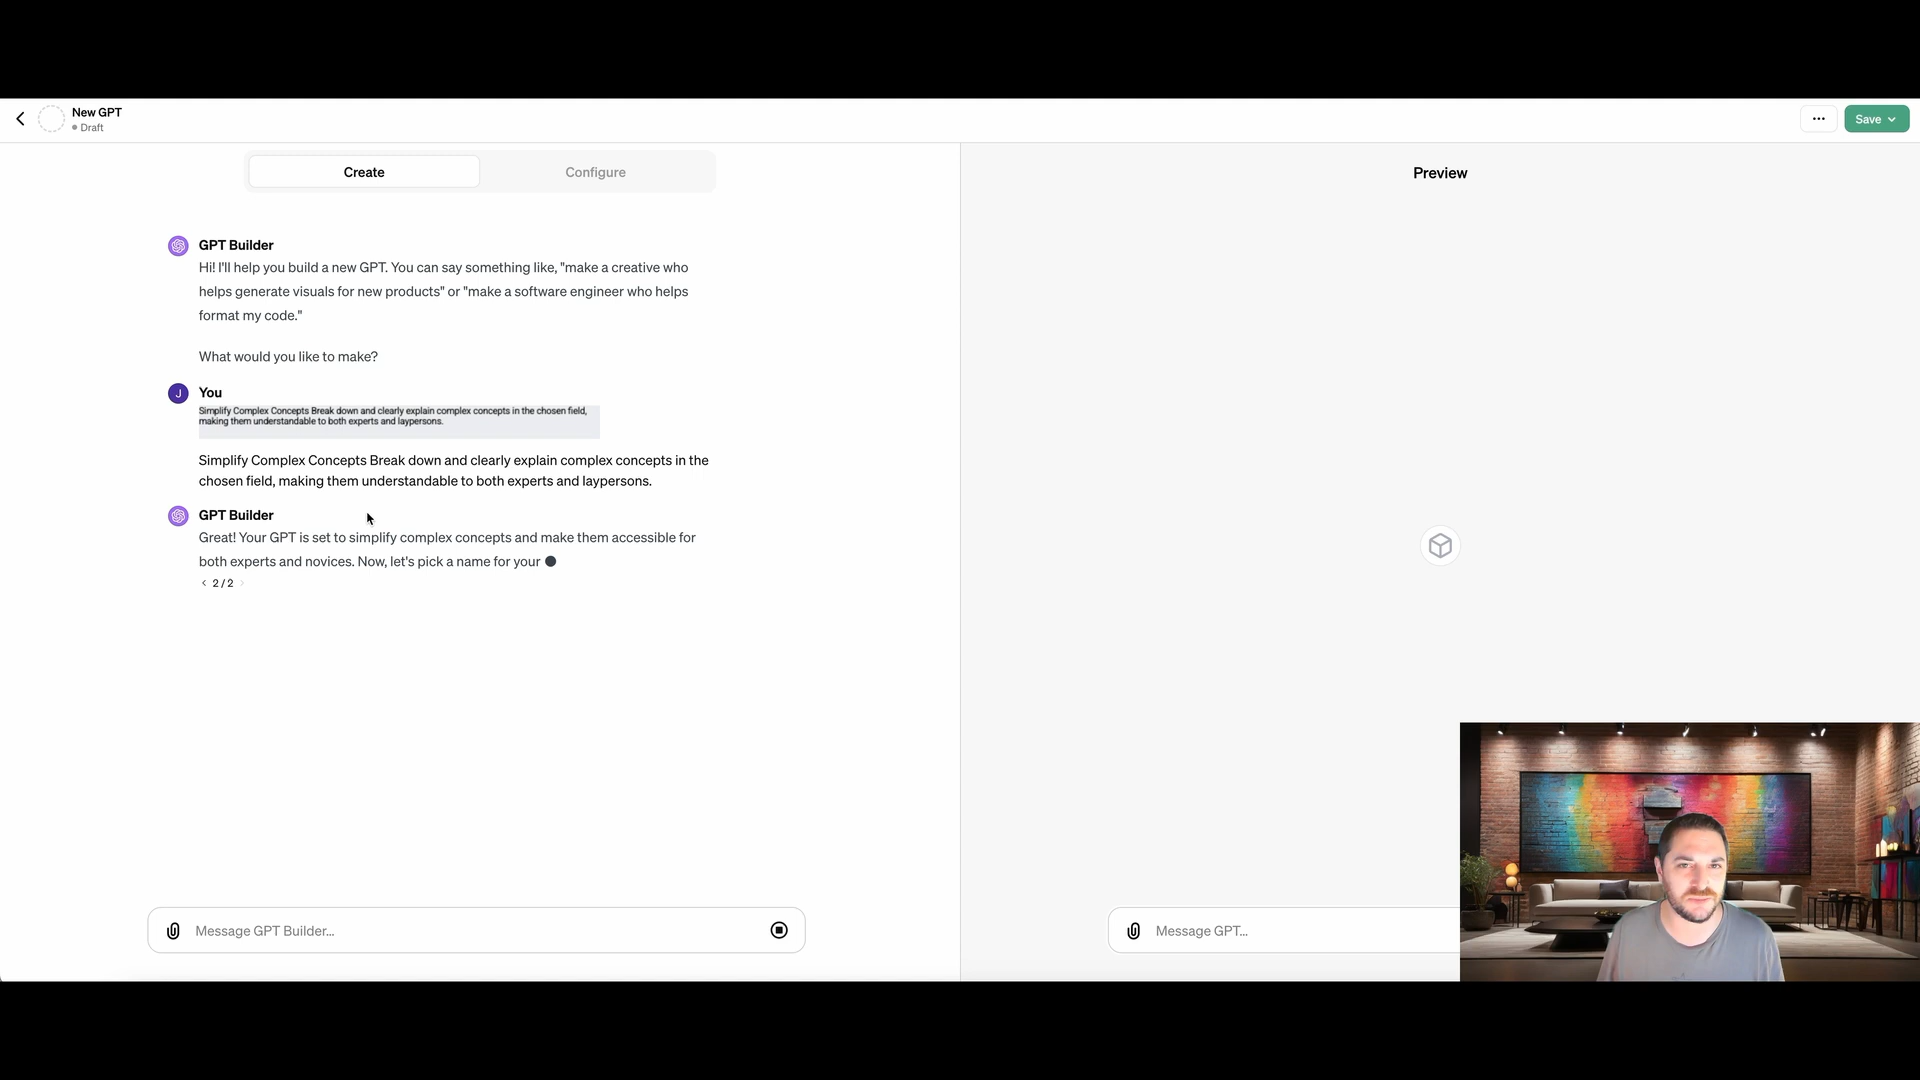 New GPT
Draft
...
Save
Create
Configure
Preview
GPT Builder
Hi! I'll help you build a new GPT. You can say something like, "make a creative who
helps generate visuals for new products" or "make a software engineer who helps
format my code."
What would you like to make?
J
You
Simplify Complex Concepts Break down and clearly explain complex concepts in the chosen field,
making them understandable to both experts and laypersons.
Simplify Complex Concepts Break down and clearly explain complex concepts in the
chosen field, making them understandable to both experts and laypersons.
GPT Builder
Great! Your GPT is set to simplify complex concepts and make them accessible for
both experts and novices. Now, let's pick a name for your
< 2 / 2 >
Message GPT Builder...
Message GPT...